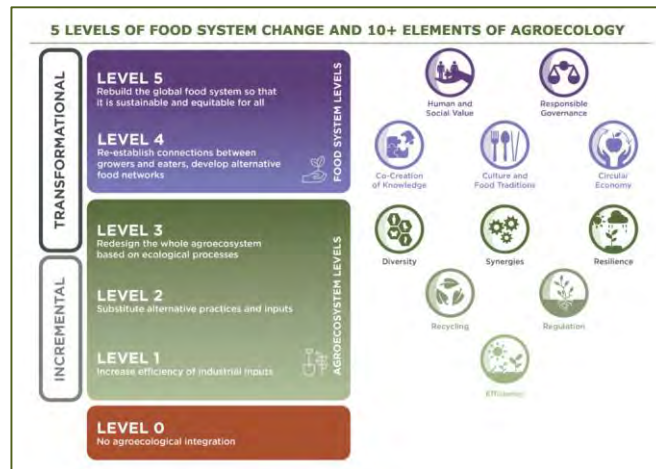 5 LEVELS OF FOOD SYSTEM CHANGE AND 10+ ELEMENTS OF AGROECOLOGY
TRANSFORMATIONAL
INCREMENTAL
LEVEL 5
Rebuild the global food system so that
it is sustainable and equitable for all
LEVEL 4
Re-establish connections between
growers and eaters, develop alternative
food networks
FOOD SYSTEM LEVELS
LEVEL 3
Redesign the whole agroecosystem
based on ecological processes
LEVEL 2
Substitute alternative practices and inputs
LEVEL 1
Increase efficiency of industrial inputs
AGROECOSYSTEM LEVELS
LEVEL 0
No agroecological integration
Human and
Social Value
Responsible
Governance
Co-Creation
of Knowledge
Culture and
Food Traditions
Circular
Economy
Diversity
Synergies
Resilience
Recycling
Regulation
Efficiency